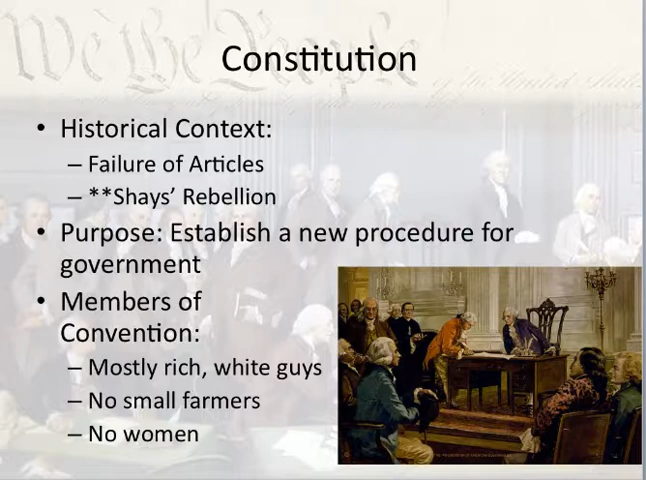 We the People
of the United States
Constitution
• Historical Context:
– Failure of Articles
– **Shays' Rebellion
• Purpose: Establish a new procedure for
government
• Members of
Convention:
– Mostly rich, white guys
– No small farmers
– No women